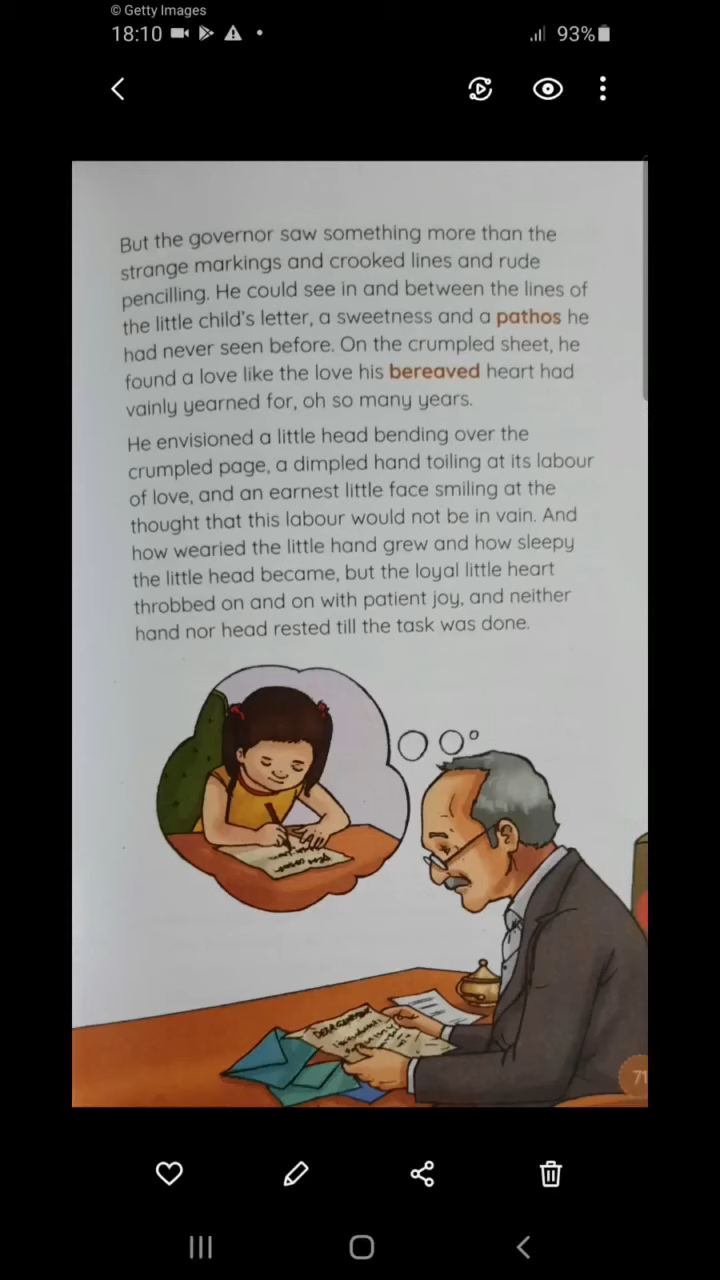 © Getty Images
18:10
93%
But the governor saw something more than the
strange markings and crooked lines and rude
pencilling. He could see in and between the lines of
the little child's letter, a sweetness and a pathos he
had never seen before. On the crumpled sheet, he
found a love like the love his bereaved heart had
vainly yearned for, oh so many years.
He envisioned a little head bending over the
crumpled page, a dimpled hand toiling at its labour
of love, and an earnest little face smiling at the
thought that this labour would not be in vain. And
how wearied the little hand grew and how sleepy
the little head became, but the loyal little heart
throbbed on and on with patient joy, and neither
hand nor head rested till the task was done.
71